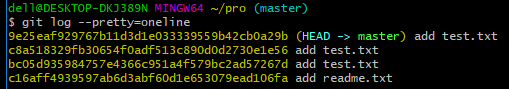 dell@DESKTOP-DKJ389N MINGW64 ~/pro (master)
$ git log --pretty=oneline
9e25eaf929767b11d3d1e033339559b42cb0a29b (HEAD -> master) add test.txt
c8a518329fb30654f0adf513c890d0d2730e1e56 add test.txt
bc05d935984757e4366c951a4f579bc2ad57267d add test.txt
c16aff4939597ab6d3abf60d1e653079ead106fa add readme.txt